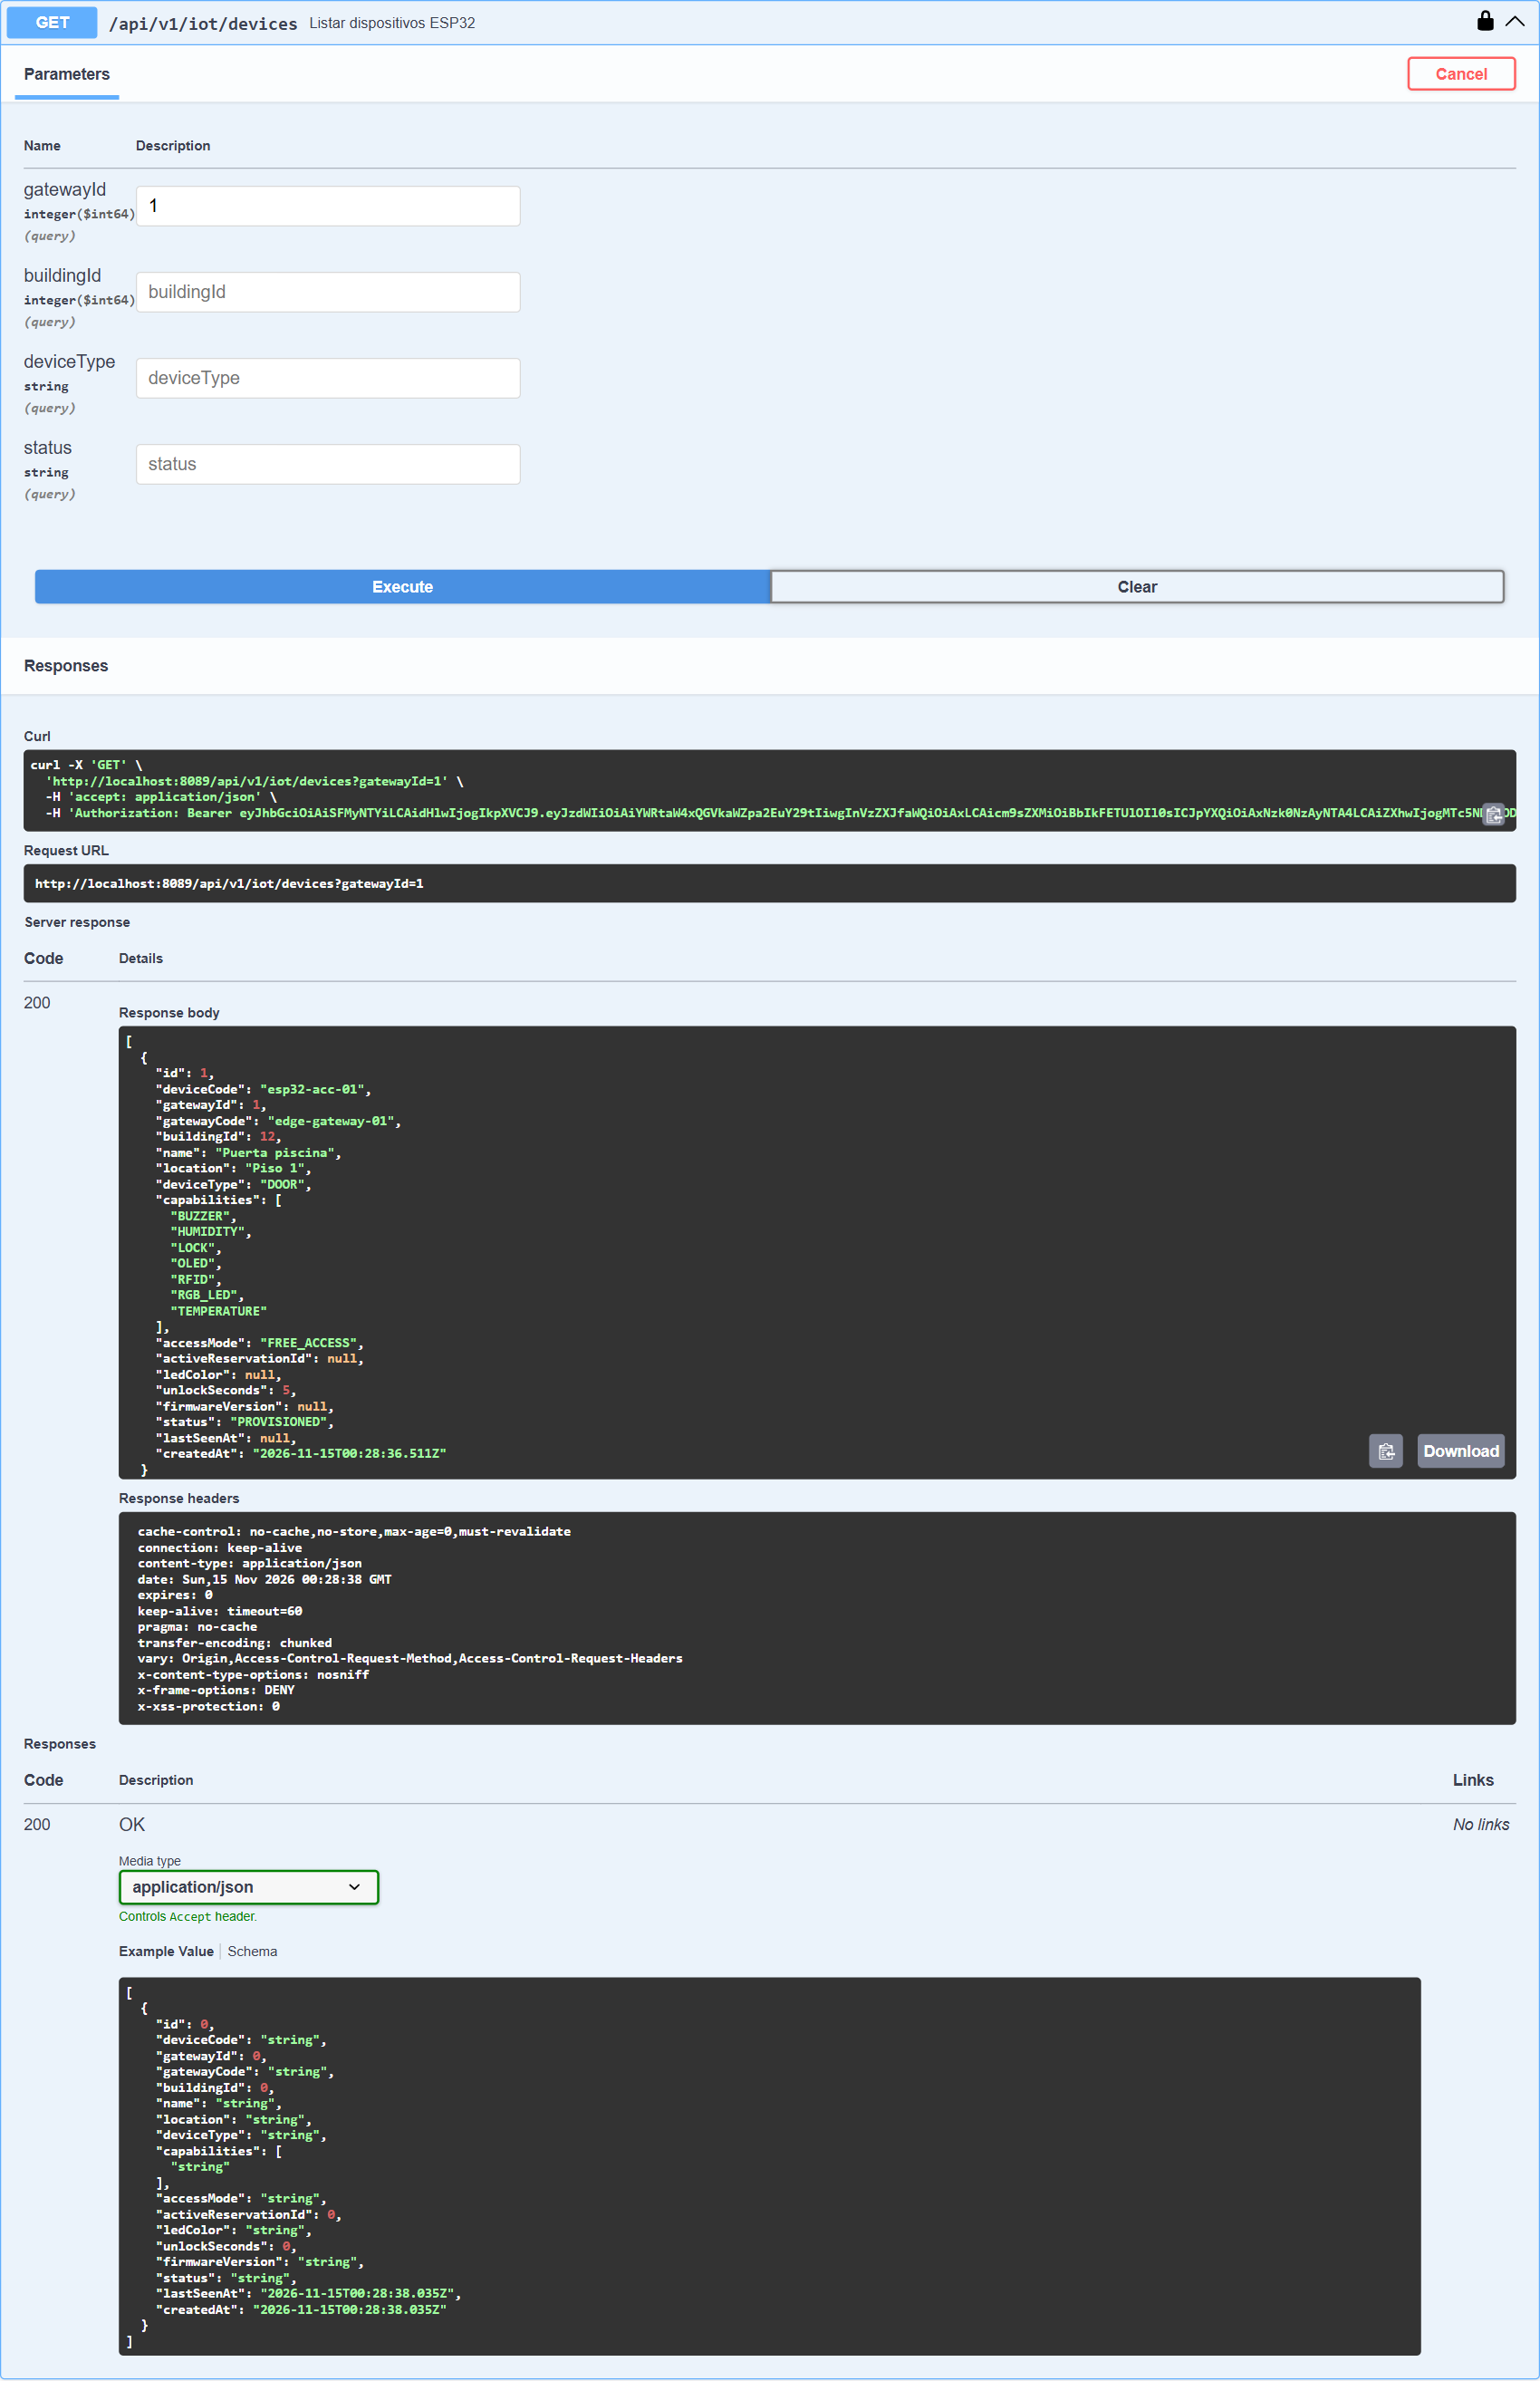 GET /api/v1/iot/devices Listar dispositivos ESP32
Parameters
Cancel
Name Description
gatewayId
integer($int64)
(query)
1
buildingId
integer($int64)
(query)
buildingId
deviceType
string
(query)
deviceType
status
string
(query)
status
Execute Clear
Responses
Curl
curl -X 'GET' \
'http://localhost:8089/api/v1/iot/devices?gatewayId=1' \
-H 'accept: application/json' \
-H 'Authorization: Bearer
Request URL
http://localhost:8089/api/v1/iot/devices?gatewayId=1
Server response
Code Details
200
Response body
[
{
"id": 1,
"deviceCode": "esp32-acc-01",
"gatewayId": 1,
"gatewayCode": "edge-gateway-01",
"buildingId": 12,
"name": "Puerta piscina",
"location": "Piso 1",
"deviceType": "DOOR",
"capabilities": [
"BUZZER",
"HUMIDITY",
"LOCK",
"OLED",
"RFID",
"RGB_LED",
"TEMPERATURE"
],
"accessMode": "FREE_ACCESS",
"activeReservationId": null,
"ledColor": null,
"unlockSeconds": 5,
"firmwareVersion": null,
"status": "PROVISIONED",
"lastSeenAt": null,
"createdAt": "2026-11-15T00:28:36.511Z"
}
Download
Response headers
cache-control: no-cache,no-store,max-age=0,must-revalidate
connection: keep-alive
content-type: application/json
date: Sun,15 Nov 2026 00:28:38 GMT
expires: 0
keep-alive: timeout=60
pragma: no-cache
transfer-encoding: chunked
vary: Origin,Access-Control-Request-Method,Access-Control-Request-Headers
x-content-type-options: nosniff
x-frame-options: DENY
x-xss-protection: 0
Responses
Code Description Links
200 OK No links
Media type
application/json
Controls Accept header.
Example Value Schema
[
{
"id": 0,
"deviceCode": "string",
"gatewayId": 0,
"gatewayCode": "string",
"buildingId": 0,
"name": "string",
"location": "string",
"deviceType": "string",
"capabilities": [
"string"
],
"accessMode": "string",
"activeReservationId": 0,
"ledColor": "string",
"unlockSeconds": 0,
"firmwareVersion": "string",
"status": "string",
"lastSeenAt": "2026-11-15T00:28:38.035Z",
"createdAt": "2026-11-15T00:28:38.035Z"
}
]